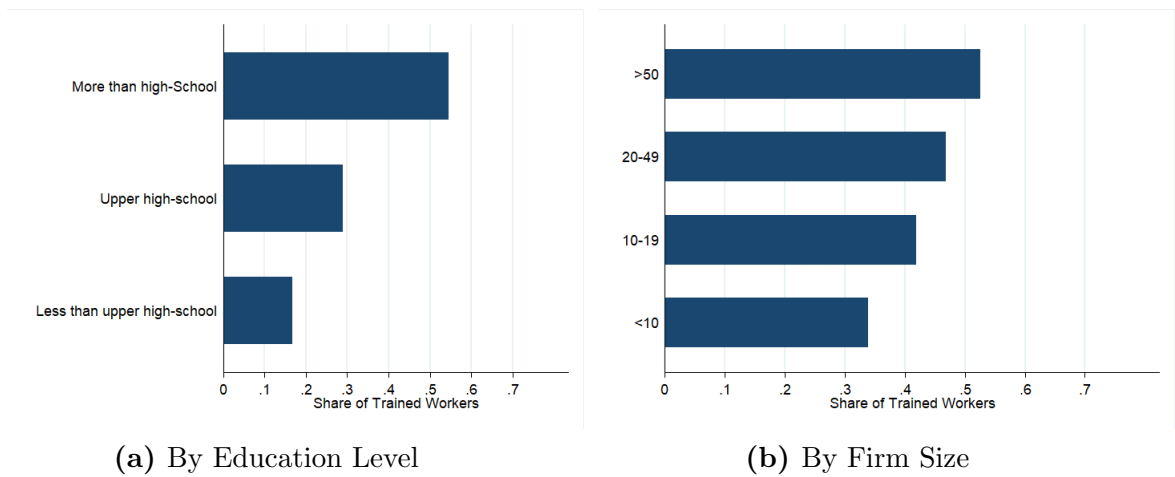 More than high-School
Upper high-school
Less than upper high-school
0 .1 .2 .3 .4 .5 .6 .7
Share of Trained Workers
(a) By Education Level
>50
20-49
10-19
<10
0 .1 .2 .3 .4 .5 .6 .7
Share of Trained Workers
(b) By Firm Size